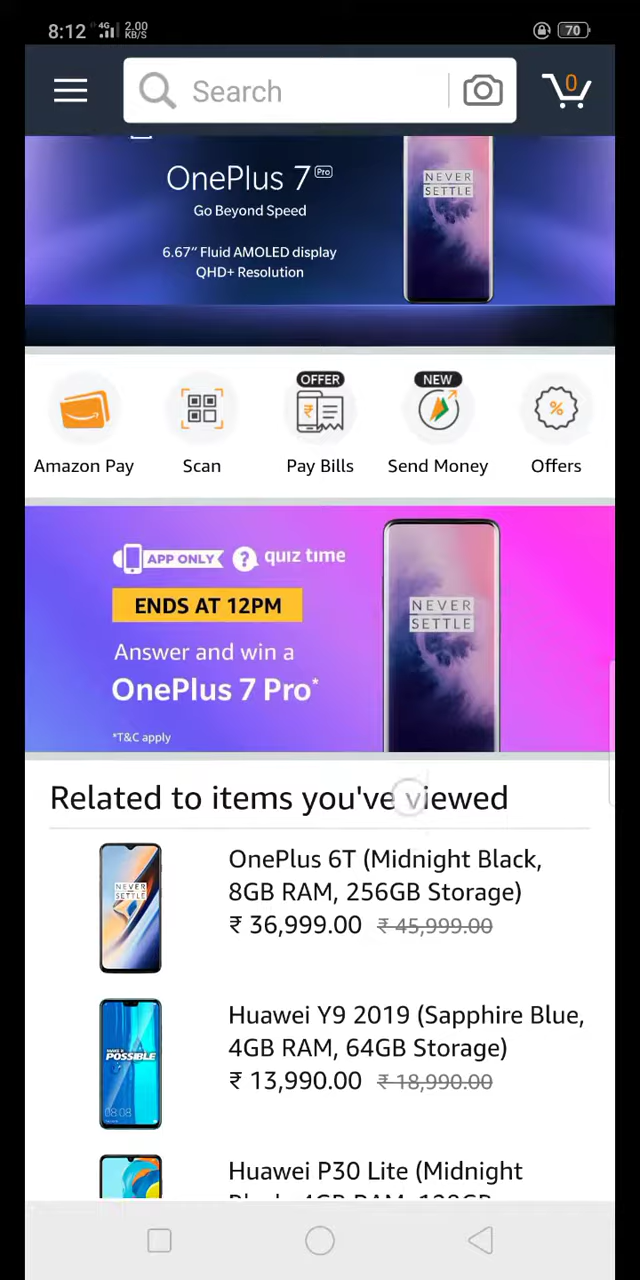 8:12 4G 2.00 KB/S 70
Search 0
OnePlus 7 Pro
Go Beyond Speed
6.67″ Fluid AMOLED display
QHD+ Resolution
NEVER
SETTLE
OFFER NEW
Amazon Pay Scan Pay Bills Send Money Offers
APP ONLY ? quiz time
ENDS AT 12PM
Answer and win a
OnePlus 7 Pro*
*T&C apply
NEVER
SETTLE
Related to items you've viewed
NEVER
SETTLE
OnePlus 6T (Midnight Black,
8GB RAM, 256GB Storage)
₹ 36,999.00 ₹ 45,999.00
POSSIBLE
08:08
Huawei Y9 2019 (Sapphire Blue,
4GB RAM, 64GB Storage)
₹ 13,990.00 ₹ 18,990.00
Huawei P30 Lite (Midnight